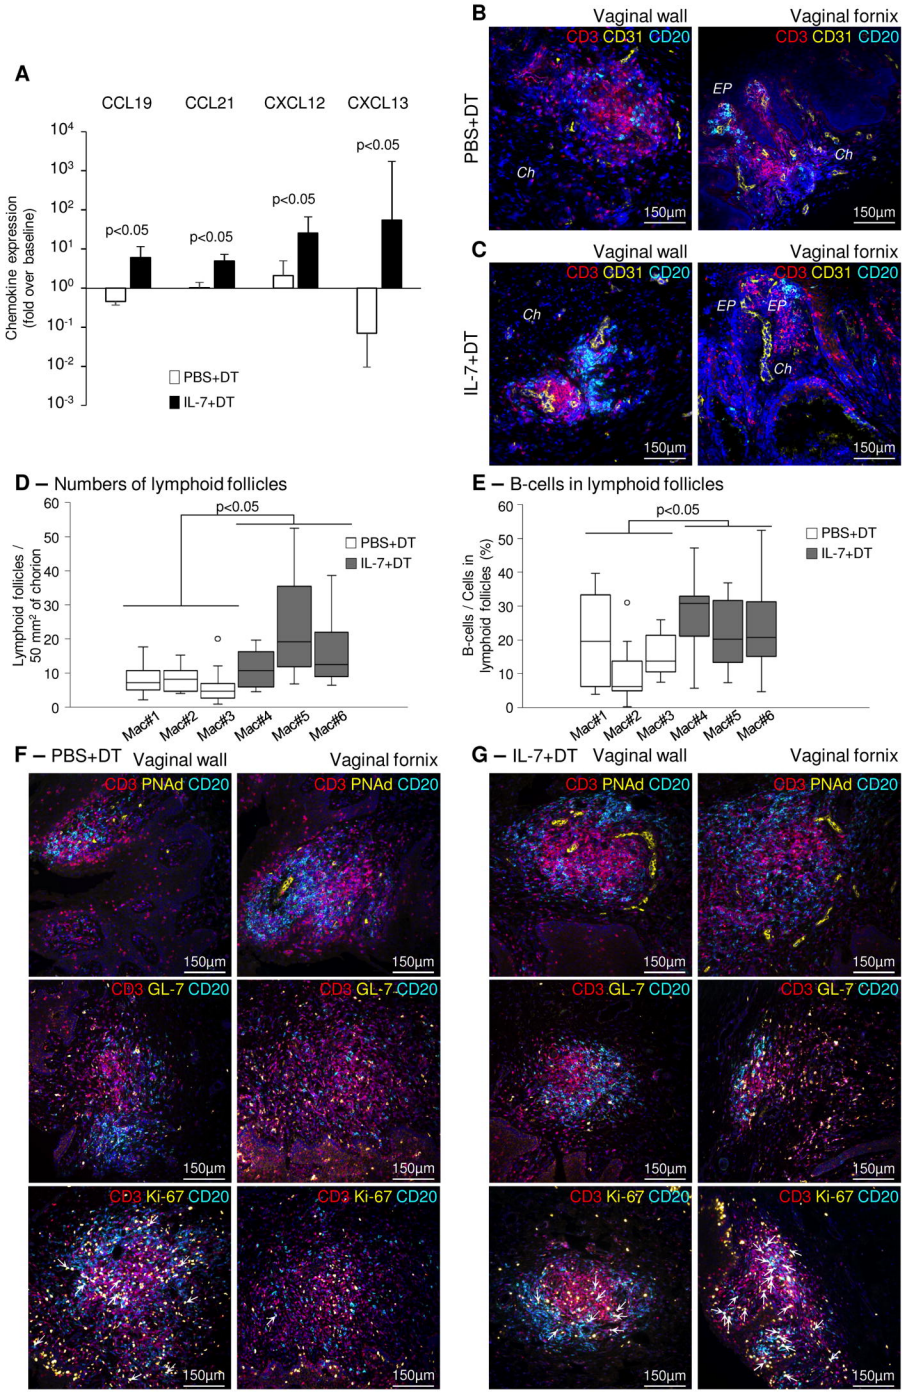 A
CCL19 CCL21 CXCL12 CXCL13
Chemokine expression
(fold over baseline)
10⁴
10³
10²
10¹
10⁰
10⁻¹
10⁻²
10⁻³
p<0.05
p<0.05
p<0.05
p<0.05
PBS+DT
IL-7+DT
B
Vaginal wall Vaginal fornix
PBS+DT
CD3 CD31 CD20
Ch
150µm
CD3 CD31 CD20
EP
Ch
150µm
C
Vaginal wall Vaginal fornix
IL-7+DT
CD3 CD31 CD20
Ch
150µm
CD3 CD31 CD20
EP EP
Ch
150µm
D – Numbers of lymphoid follicles
Lymphoid follicles /
50 mm² of chorion
60
50
40
30
20
10
0
p<0.05
PBS+DT
IL-7+DT
Mac#1 Mac#2 Mac#3 Mac#4 Mac#5 Mac#6
E – B-cells in lymphoid follicles
B-cells / Cells in
lymphoid follicles (%)
60
50
40
30
20
10
0
p<0.05
PBS+DT
IL-7+DT
Mac#1 Mac#2 Mac#3 Mac#4 Mac#5 Mac#6
F – PBS+DT Vaginal wall Vaginal fornix
CD3 PNAd CD20 CD3 PNAd CD20
150µm 150µm
CD3 GL-7 CD20 CD3 GL-7 CD20
150µm 150µm
CD3 Ki-67 CD20 CD3 Ki-67 CD20
150µm 150µm
G – IL-7+DT Vaginal wall Vaginal fornix
CD3 PNAd CD20 CD3 PNAd CD20
150µm 150µm
CD3 GL-7 CD20 CD3 GL-7 CD20
150µm 150µm
CD3 Ki-67 CD20 CD3 Ki-67 CD20
150µm 150µm